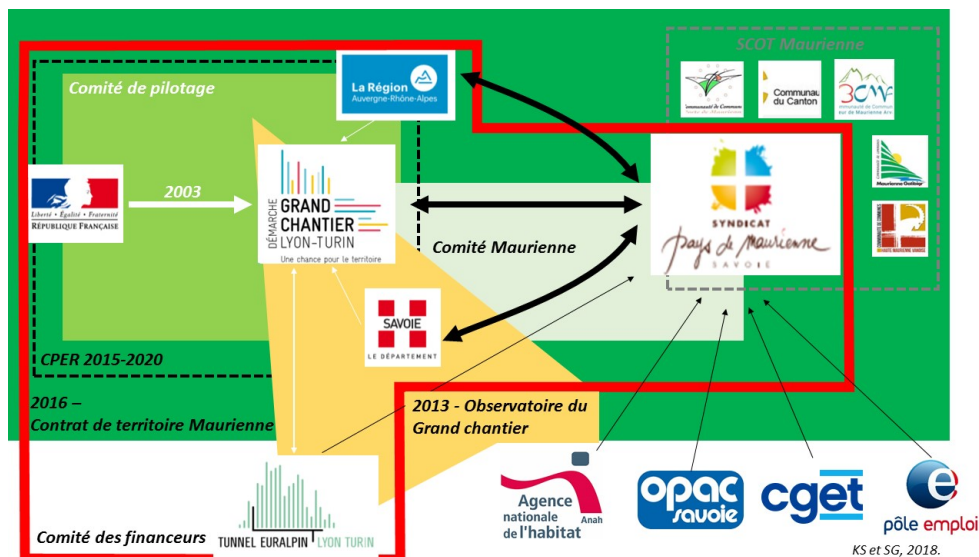 SCOT Maurienne
Comité de pilotage
La Région
Auvergne-Rhône-Alpes
Communau
du Canton
3CMA
Liberté • Égalité • Fraternité
RÉPUBLIQUE FRANÇAISE
2003
DÉMARCHE
GRAND
CHANTIER
LYON-TURIN
Une chance pour le territoire
Comité Maurienne
SYNDICAT
pays de maurienne
SAVOIE
Maurienne Galibier
SAVOIE
LE DÉPARTEMENT
CPER 2015-2020
2016 –
Contrat de territoire Maurienne
2013 - Observatoire du
Grand chantier
Comité des financeurs
TUNNEL EURALPIN LYON TURIN
Agence
nationale
de l'habitat
Anah
opac
savoie
cget
pôle emploi
KS et SG, 2018.